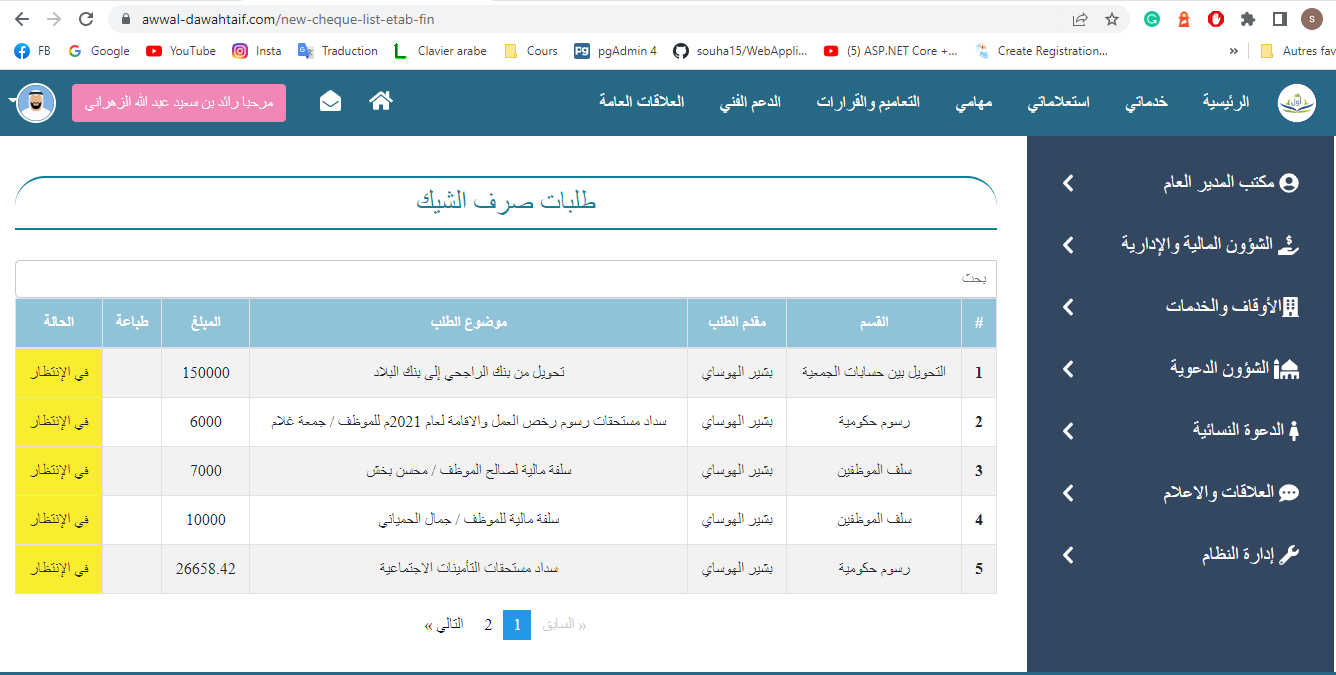 awwal-dawahtaif.com/new-cheque-list-etab-fin
FB Google YouTube Insta Traduction Clavier arabe Cours pgAdmin 4 souha15/WebAppli... (5) ASP.NET Core +... Create Registration... » Autres fav
أول الرئيسية خدماتي استعلاماتي مهامي التعاميم والقرارات الدعم الفني العلاقات العامة مرحبا رائد بن سعيد عبد الله الزهراني
مكتب المدير العام
الشؤون المالية والإدارية
الأوقاف والخدمات
الشؤون الدعوية
الدعوة النسائية
العلاقات والاعلام
إدارة النظام
طلبات صرف الشيك
بحث
# القسم مقدم الطلب موضوع الطلب المبلغ طباعة الحالة
1 التحويل بين حسابات الجمعية بشير الهوساي تحويل من بنك الراجحي إلى بنك البلاد 150000 في الإنتظار
2 رسوم حكومية بشير الهوساي سداد مستحقات رسوم رخص العمل والاقامة لعام 2021م للموظف / جمعة غلام 6000 في الإنتظار
3 سلف الموظفين بشير الهوساي سلفة مالية لصالح الموظف / محسن بخش 7000 في الإنتظار
4 سلف الموظفين بشير الهوساي سلفة مالية للموظف / جمال الحمياني 10000 في الإنتظار
5 رسوم حكومية بشير الهوساي سداد مستحقات التأمينات الاجتماعية 26658.42 في الإنتظار
« السابق 1 2 التالي »